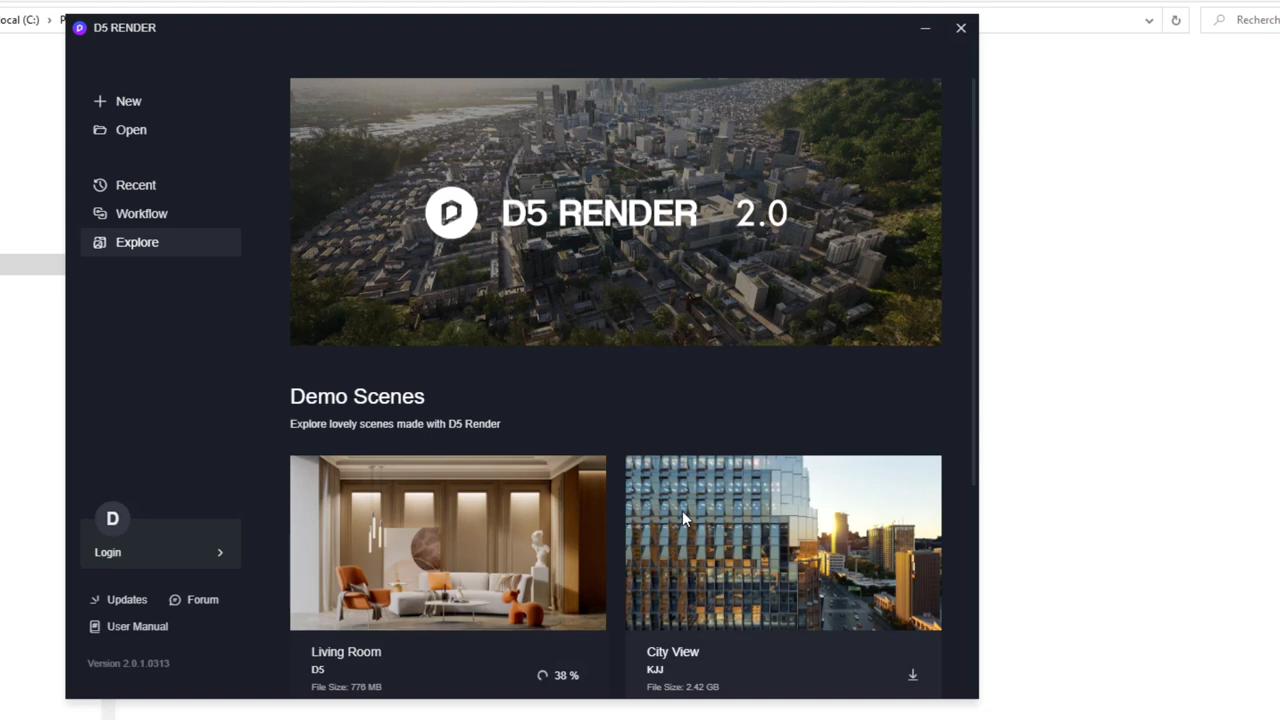 ocal (C:)
D5 RENDER
Recherch
New
Open
Recent
Workflow
Explore
D5 RENDER 2.0
Demo Scenes
Explore lovely scenes made with D5 Render
D
Login
Updates
Forum
User Manual
Version 2.0.1.0313
Living Room
D5
File Size: 776 MB
38 %
City View
KJJ
File Size: 2.42 GB